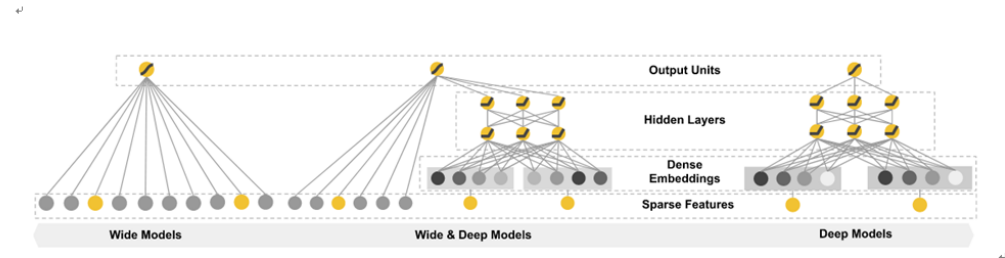 Output Units
Hidden Layers
Dense
Embeddings
Sparse Features
Wide Models
Wide & Deep Models
Deep Models